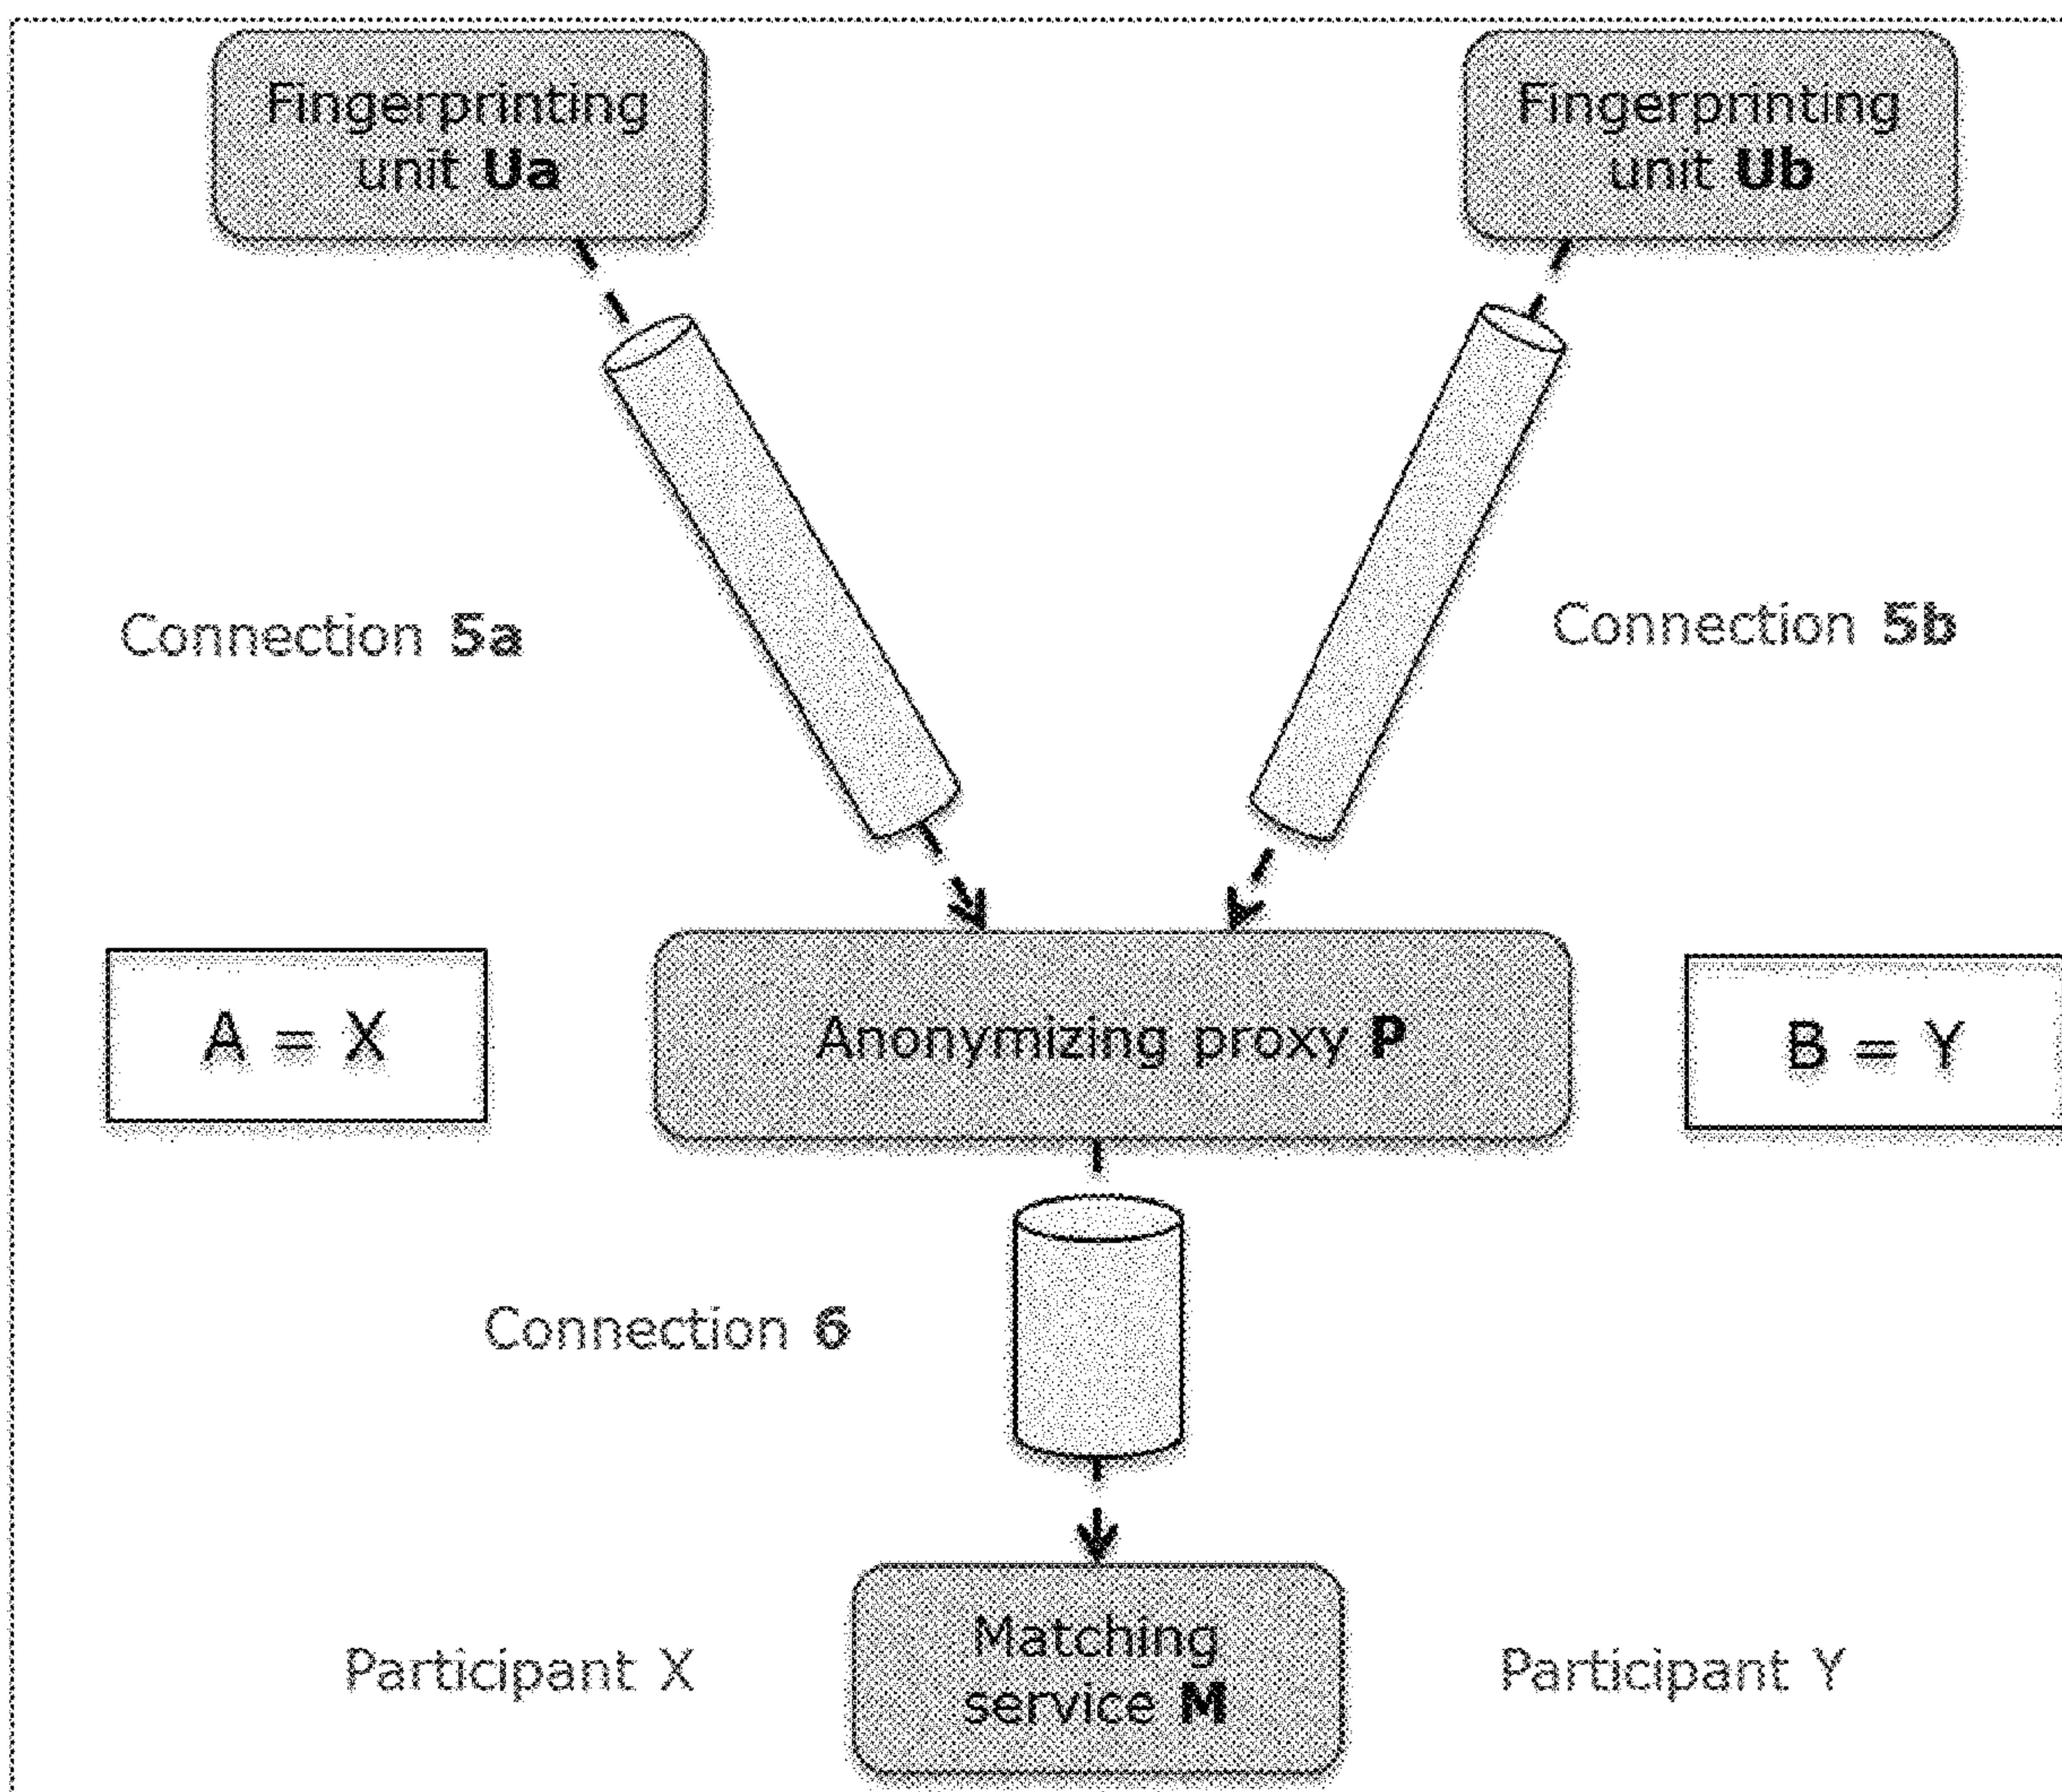 Fingerprinting
unit Ua
Fingerprinting
unit Ub
Connection 5a
Connection 5b
A = X
Anonymizing proxy P
B = Y
Connection 6
Participant X
Matching
service M
Participant Y